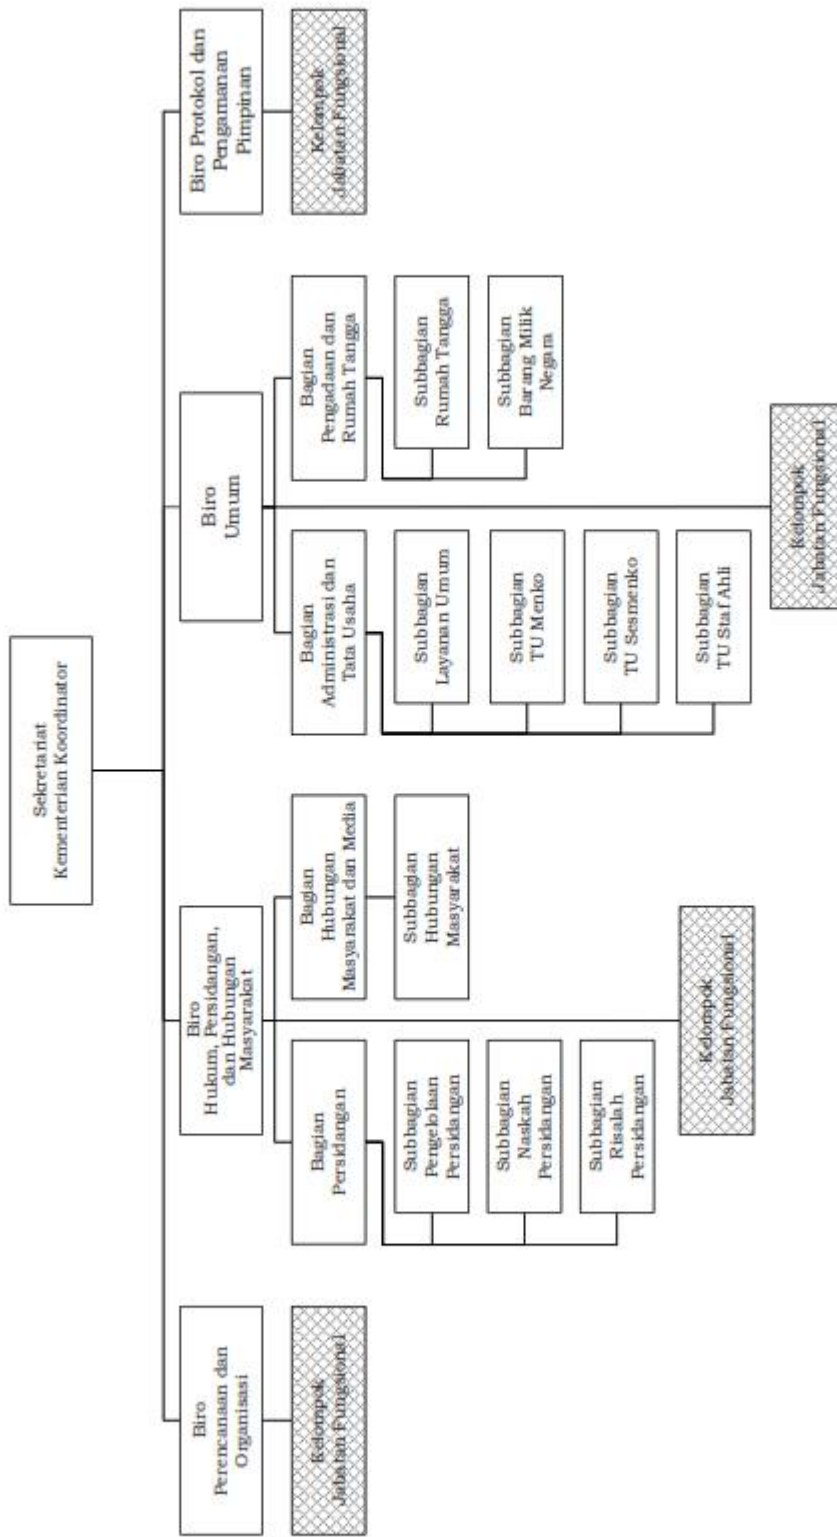 Sekretariat
Kementerian Koordinator
Biro
Perencanaan dan
Organisasi
Kelompok
Jabatan Fungsional
Biro
Hukum, Persidangan,
dan Hubungan
Masyarakat
Bagian
Persidangan
Subbagian
Pengelolaan
Persidangan
Subbagian
Naskah
Persidangan
Subbagian
Risalah
Persidangan
Bagian
Hubungan
Masyarakat dan Media
Subbagian
Hubungan
Masyarakat
Kelompok
Jabatan Fungsional
Biro
Umum
Bagian
Administrasi dan
Tata Usaha
Subbagian
Layanan Umum
Subbagian
TU Menko
Subbagian
TU Sesmenko
Subbagian
TU Staf Ahli
Bagian
Pengadaan dan
Rumah Tangga
Subbagian
Rumah Tangga
Subbagian
Barang Milik
Negara
Kelompok
Jabatan Fungsional
Biro Protokol dan
Pengamanan
Pimpinan
Kelompok
Jabatan Fungsional